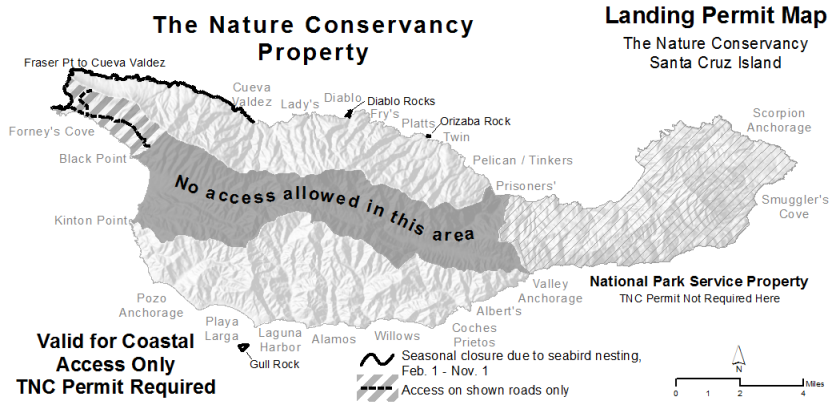 The Nature Conservancy
Property
Landing Permit Map
The Nature Conservancy
Santa Cruz Island
Fraser Pt to Cueva Valdez
Cueva
Valdez
Lady's
Diablo
Diablo Rocks
Fry's
Platts
Orizaba Rock
Twin
Scorpion
Anchorage
Forney's Cove
Black Point
Pelican / Tinkers
Prisoners'
No access allowed in this area
Smuggler's
Cove
Kinton Point
Valley
Anchorage
National Park Service Property
TNC Permit Not Required Here
Pozo
Anchorage
Playa
Larga
Gull Rock
Laguna
Harbor
Alamos
Willows
Coches
Prietos
Albert's
Valid for Coastal
Access Only
TNC Permit Required
Seasonal closure due to seabird nesting,
Feb. 1 - Nov. 1
Access on shown roads only
N
Miles
0 1 2 4